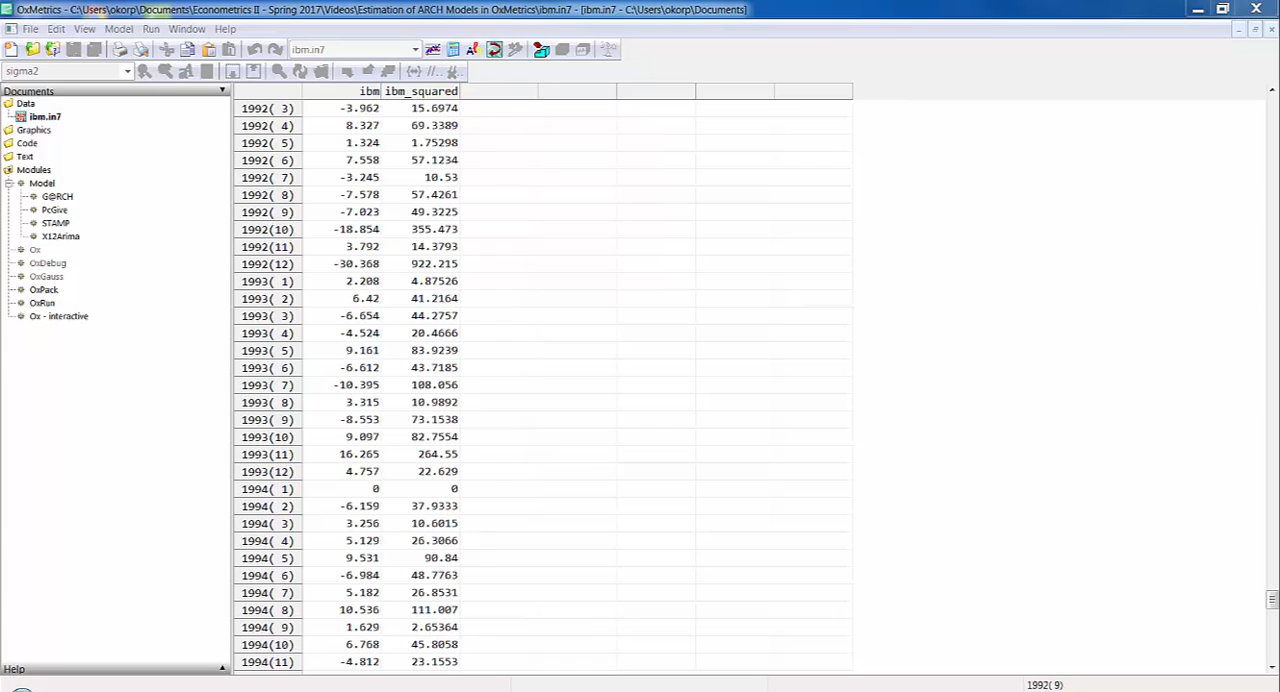 OxMetrics - C:\Users\okorp\Documents\Econometrics II - Spring 2017\Videos\Estimation of ARCH Models in OxMetrics\ibm.in7 - [ibm.in7 - C:\Users\okorp\Documents]
File Edit View Model Run Window Help
ibm.in7
sigma2
Documents
Data
ibm.in7
Graphics
Code
Text
Modules
Model
G@RCH
PcGive
STAMP
X12Arima
Ox
OxDebug
OxGauss
OxPack
OxRun
Ox - interactive
Help
ibm ibm_squared
1992( 3) -3.962 15.6974
1992( 4) 8.327 69.3389
1992( 5) 1.324 1.75298
1992( 6) 7.558 57.1234
1992( 7) -3.245 10.53
1992( 8) -7.578 57.4261
1992( 9) -7.023 49.3225
1992(10) -18.854 355.473
1992(11) 3.792 14.3793
1992(12) -30.368 922.215
1993( 1) 2.208 4.87526
1993( 2) 6.42 41.2164
1993( 3) -6.654 44.2757
1993( 4) -4.524 20.4666
1993( 5) 9.161 83.9239
1993( 6) -6.612 43.7185
1993( 7) -10.395 108.056
1993( 8) 3.315 10.9892
1993( 9) -8.553 73.1538
1993(10) 9.097 82.7554
1993(11) 16.265 264.55
1993(12) 4.757 22.629
1994( 1) 0 0
1994( 2) -6.159 37.9333
1994( 3) 3.256 10.6015
1994( 4) 5.129 26.3066
1994( 5) 9.531 90.84
1994( 6) -6.984 48.7763
1994( 7) 5.182 26.8531
1994( 8) 10.536 111.007
1994( 9) 1.629 2.65364
1994(10) 6.768 45.8058
1994(11) -4.812 23.1553
1992( 9)